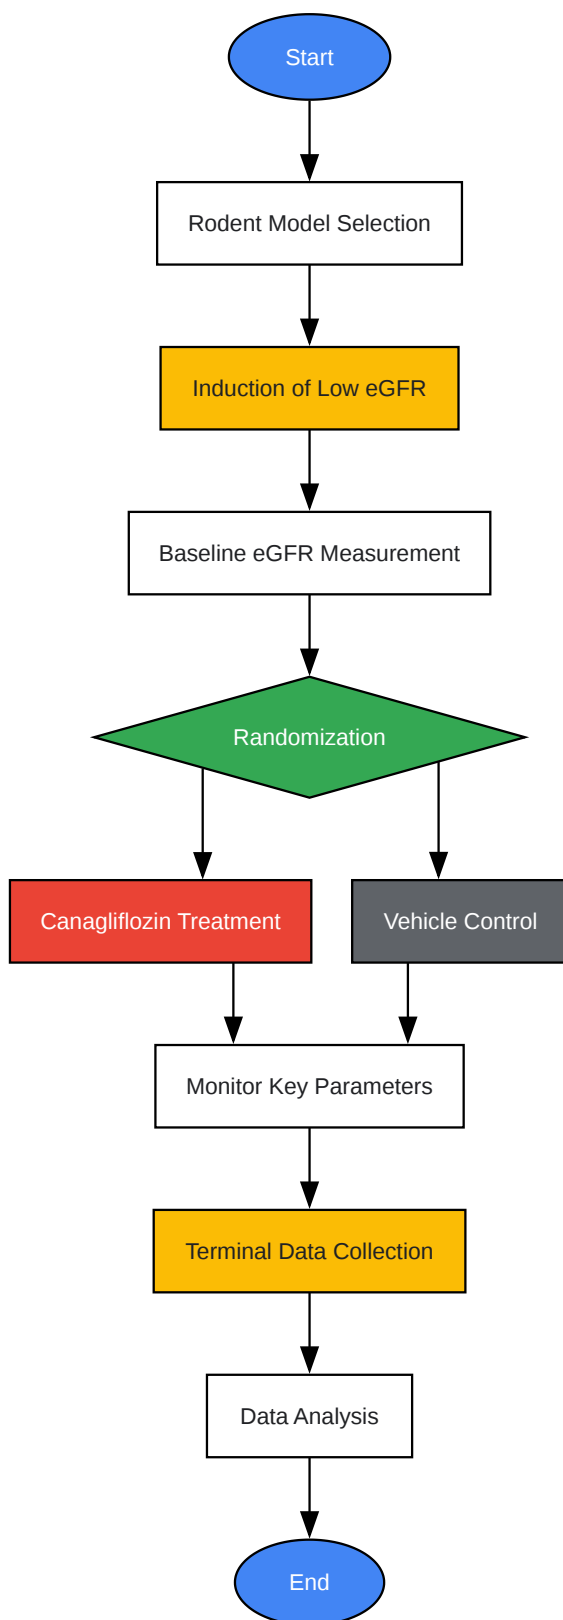 Start
Rodent Model Selection
Induction of Low eGFR
Baseline eGFR Measurement
Randomization
Canagliflozin Treatment
Vehicle Control
Monitor Key Parameters
Terminal Data Collection
Data Analysis
End